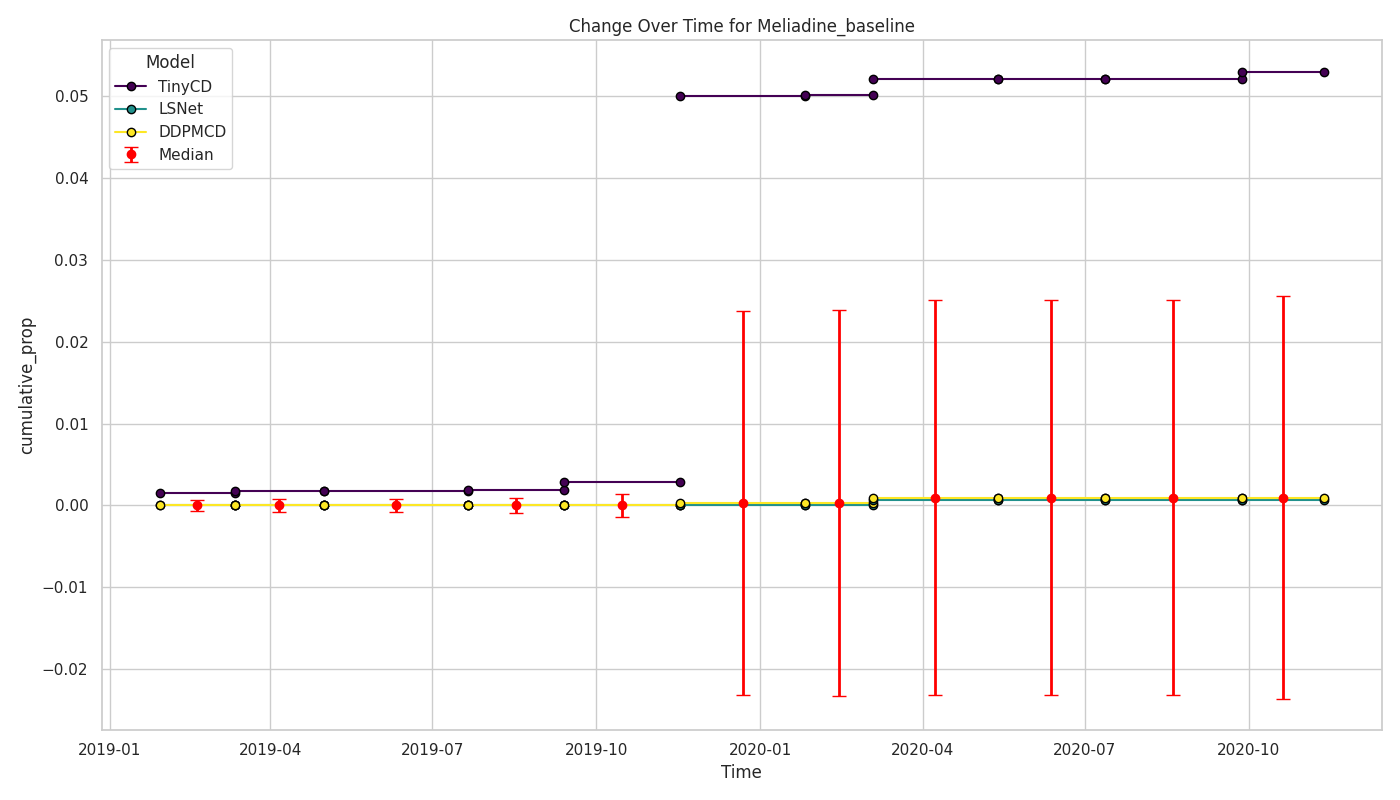 Change Over Time for Meliadine_baseline
Model
TinyCD
LSNet
DDPMCD
Median
0.05
0.04
0.03
0.02
0.01
0.00
−0.01
−0.02
cumulative_prop
2019-01
2019-04
2019-07
2019-10
2020-01
2020-04
2020-07
2020-10
Time